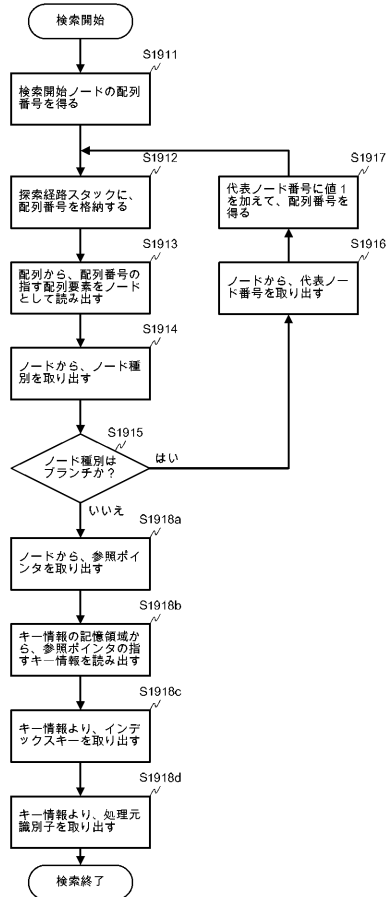 検索開始
S1911
検索開始ノードの配列
番号を得る
S1912
探索経路スタックに、
配列番号を格納する
S1913
配列から、配列番号の
指す配列要素をノード
として読み出す
S1914
ノードから、ノード種
別を取り出す
S1915
ノード種別は
ブランチか？
はい
S1916
ノードから、代表ノー
ド番号を取り出す
S1917
代表ノード番号に値１
を加えて、配列番号を
得る
いいえ
S1918a
ノードから、参照ポイ
ンタを取り出す
S1918b
キー情報の記憶領域か
ら、参照ポインタの指
すキー情報を読み出す
S1918c
キー情報より、インデ
ックスキーを取り出す
S1918d
キー情報より、処理元
識別子を取り出す
検索終了